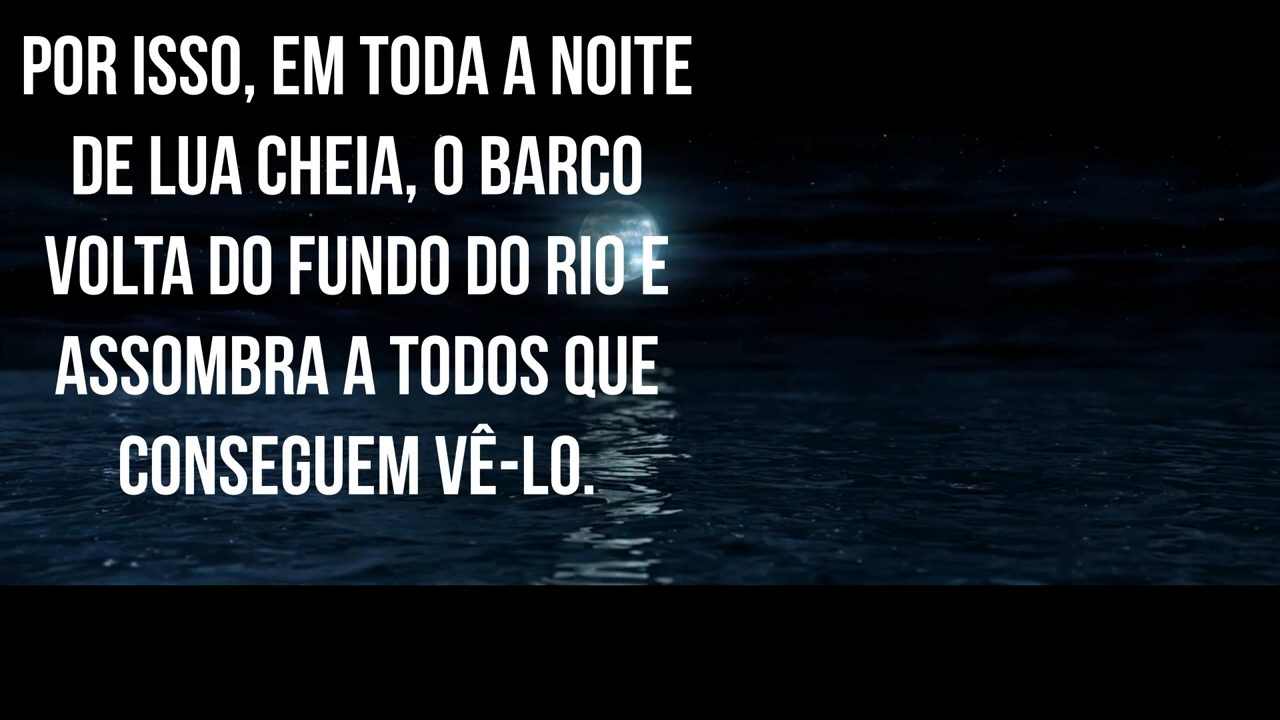 POR ISSO, EM TODA A NOITE
DE LUA CHEIA, O BARCO
VOLTA DO FUNDO DO RIO E
ASSOMBRA A TODOS QUE
CONSEGUEM VÊ-LO.